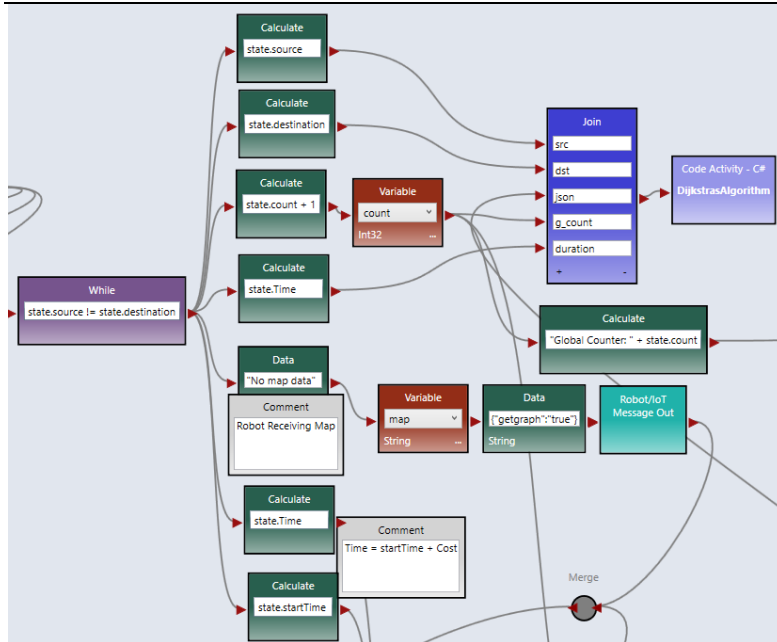 Calculate
state.source
Calculate
state.destination
Calculate
state.count + 1
Variable
count
Int32
...
Join
src
dst
json
g_count
duration
+
-
Code Activity - C#
DijkstrasAlgorithm
While
state.source != state.destination
Calculate
state.Time
Calculate
"Global Counter: " + state.count
Data
"No map data"
Comment
Robot Receiving Map
Variable
map
String
...
Data
{"getgraph":"true"}
String
Robot/IoT
Message Out
Calculate
state.Time
Comment
Time = startTime + Cost
Calculate
state.startTime
Merge